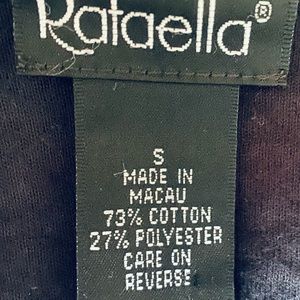 Rafaella®
S
MADE IN
MACAU
73% COTTON
27% POLYESTER
CARE ON
REVERSE